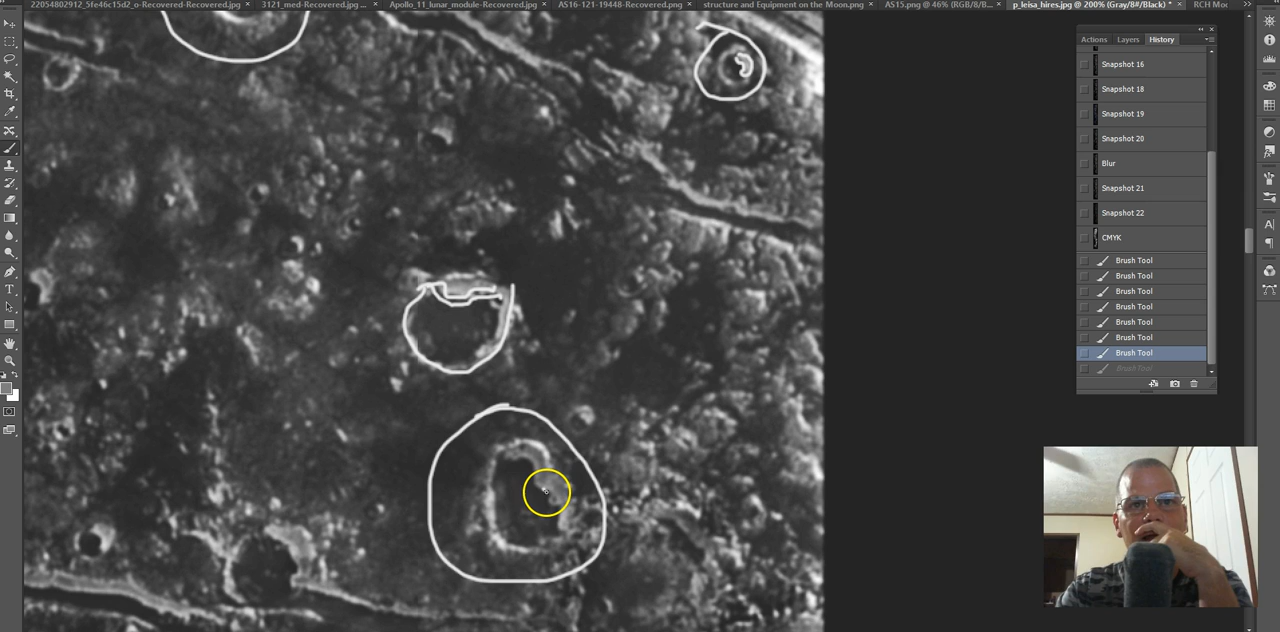 22054802912_5fe46c15d2_o-Recovered-Recovered.jpg × 3121_med-Recovered.jpg ... × Apollo_11_lunar_module-Recovered.jpg × AS16-121-19448-Recovered.png × structure and Equipment on the Moon.png × AS15.png @ 46% (RGB/8/B... × p_leisa_hires.jpg @ 200% (Gray/8#/Black) * × RCH Mo
Actions Layers History
Snapshot 16
Snapshot 18
Snapshot 19
Snapshot 20
Blur
Snapshot 21
Snapshot 22
CMYK
Brush Tool
Brush Tool
Brush Tool
Brush Tool
Brush Tool
Brush Tool
Brush Tool
Brush Tool